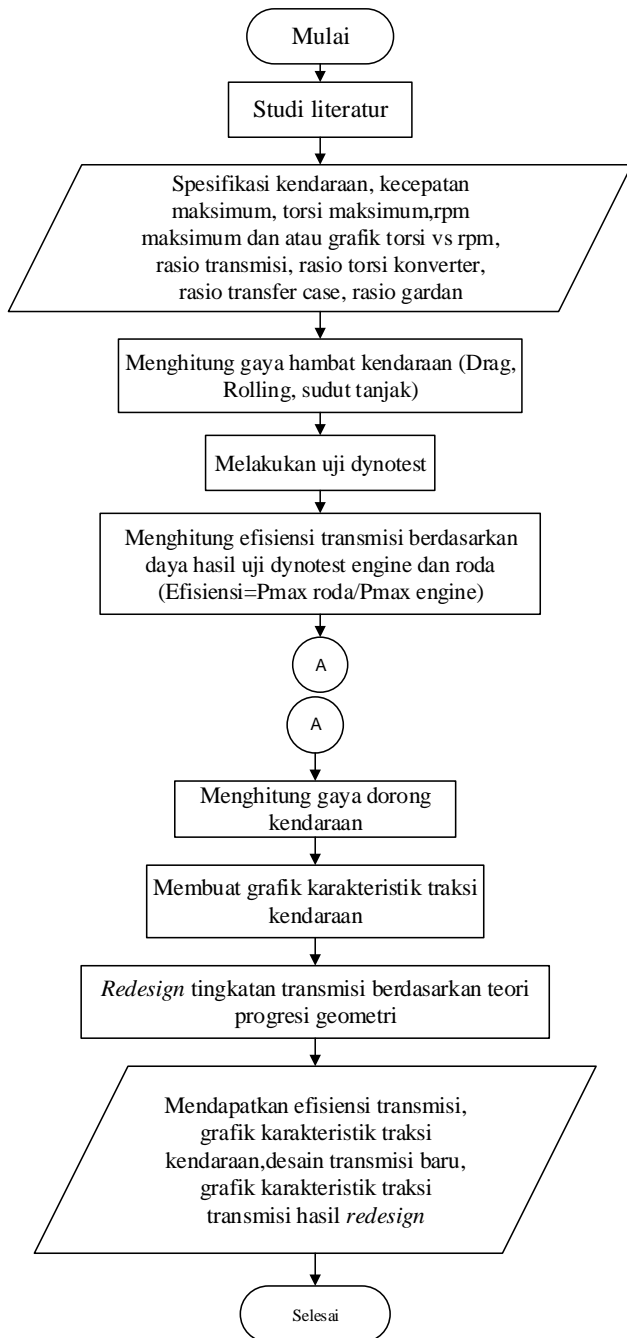 Mulai
Studi literatur
Spesifikasi kendaraan, kecepatan
maksimum, torsi maksimum,rpm
maksimum dan atau grafik torsi vs rpm,
rasio transmisi, rasio torsi konverter,
rasio transfer case, rasio gardan
Menghitung gaya hambat kendaraan (Drag,
Rolling, sudut tanjak)
Melakukan uji dynotest
Menghitung efisiensi transmisi berdasarkan
daya hasil uji dynotest engine dan roda
(Efisiensi=Pmax roda/Pmax engine)
A
A
Menghitung gaya dorong
kendaraan
Membuat grafik karakteristik traksi
kendaraan
Redesign tingkatan transmisi berdasarkan teori
progresi geometri
Mendapatkan efisiensi transmisi,
grafik karakteristik traksi
kendaraan,desain transmisi baru,
grafik karakteristik traksi
transmisi hasil redesign
Selesai